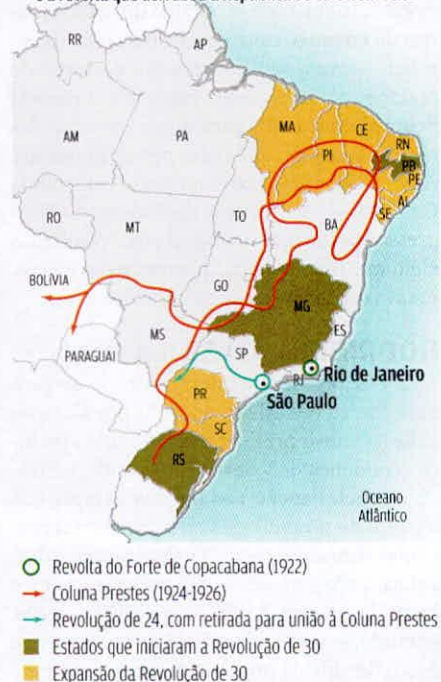 RR
AP
AM
PA
MA
CE
RN
PB
PE
PI
AL
SE
RO
MT
TO
BA
BOLÍVIA
GO
MG
MS
ES
PARAGUAI
SP
RJ
Rio de Janeiro
São Paulo
PR
SC
RS
Oceano
Atlântico
Revolta do Forte de Copacabana (1922)
Coluna Prestes (1924-1926)
Revolução de 24, com retirada para união à Coluna Prestes
Estados que iniciaram a Revolução de 30
Expansão da Revolução de 30